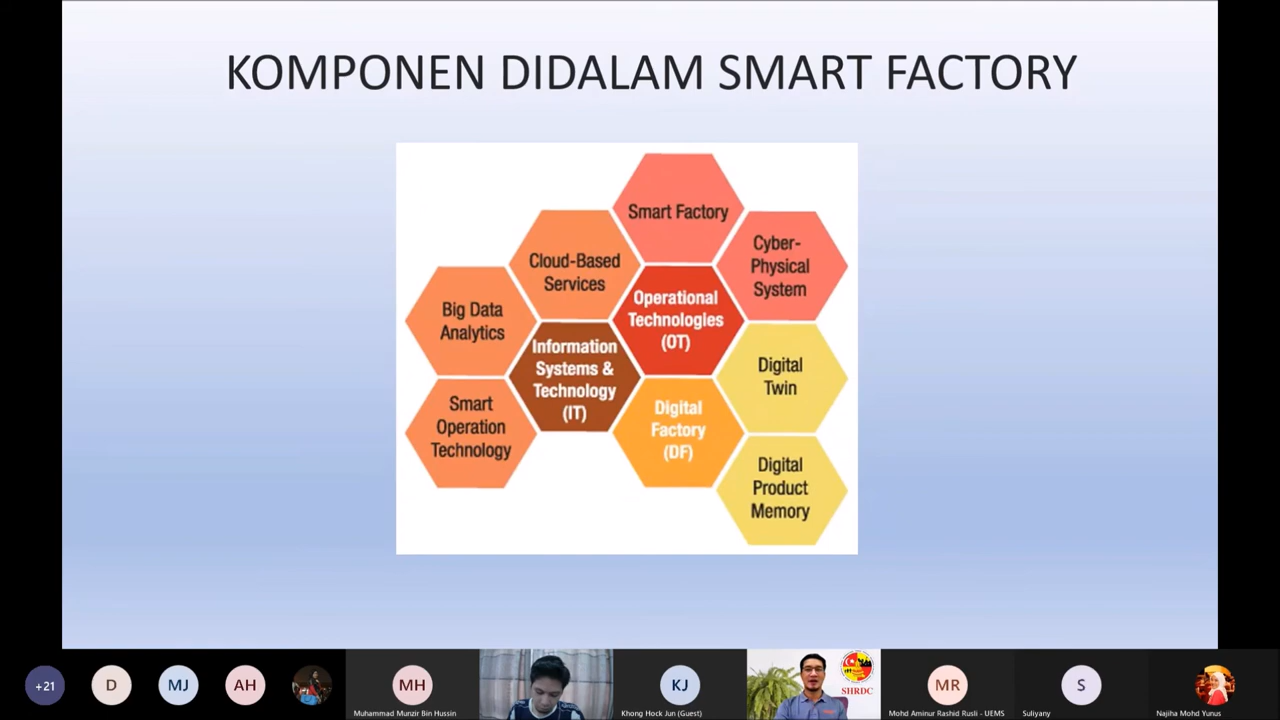 KOMPONEN DIDALAM SMART FACTORY
Smart Factory
Cloud-Based
Services
Cyber-
Physical
System
Big Data
Analytics
Operational
Technologies
(OT)
Information
Systems &
Technology
(IT)
Digital
Twin
Smart
Operation
Technology
Digital
Factory
(DF)
Digital
Product
Memory
+21
D
MJ
AH
MH
Muhammad Munzir Bin Hussin
KJ
Khong Hock Jun (Guest)
SHRDC
MR
Mohd Aminur Rashid Rusli - UEMS
S
Suliyany
Najiha Mohd Yunus